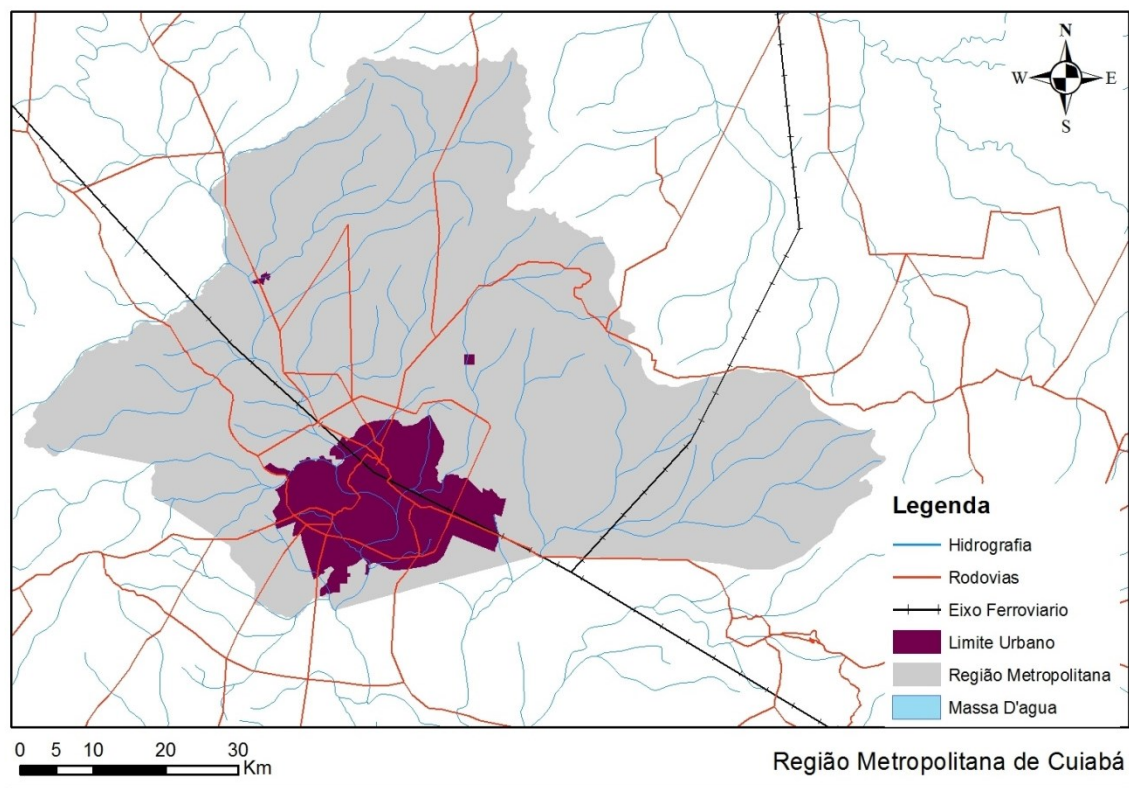 N
W E
S
Legenda
Hidrografia
Rodovias
Eixo Ferroviario
Limite Urbano
Região Metropolitana
Massa D'agua
0 5 10 20 30
Km
Região Metropolitana de Cuiabá